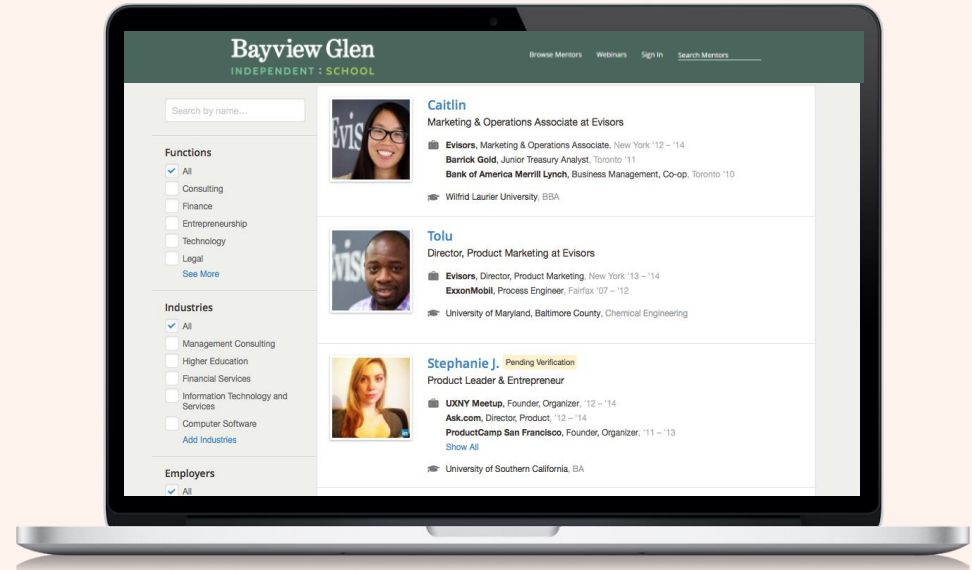 Bayview Glen
INDEPENDENT : SCHOOL
Browse Mentors Webinars Sign In Search Mentors
Search by name...
Functions
All
Consulting
Finance
Entrepreneurship
Technology
Legal
See More
Industries
All
Management Consulting
Higher Education
Financial Services
Information Technology and
Services
Computer Software
Add Industries
Employers
All
Evis
Caitlin
Marketing & Operations Associate at Evisors
Evisors, Marketing & Operations Associate, New York '12 – '14
Barrick Gold, Junior Treasury Analyst, Toronto '11
Bank of America Merrill Lynch, Business Management, Co-op, Toronto '10
Wilfrid Laurier University, BBA
Tolu
Director, Product Marketing at Evisors
Evisors, Director, Product Marketing, New York '13 – '14
ExxonMobil, Process Engineer, Fairfax '07 – '12
University of Maryland, Baltimore County, Chemical Engineering
Stephanie J. Pending Verification
Product Leader & Entrepreneur
UXNY Meetup, Founder, Organizer, '12 – '14
Ask.com, Director, Product, '12 – '14
ProductCamp San Francisco, Founder, Organizer, '11 – '13
Show All
University of Southern California, BA